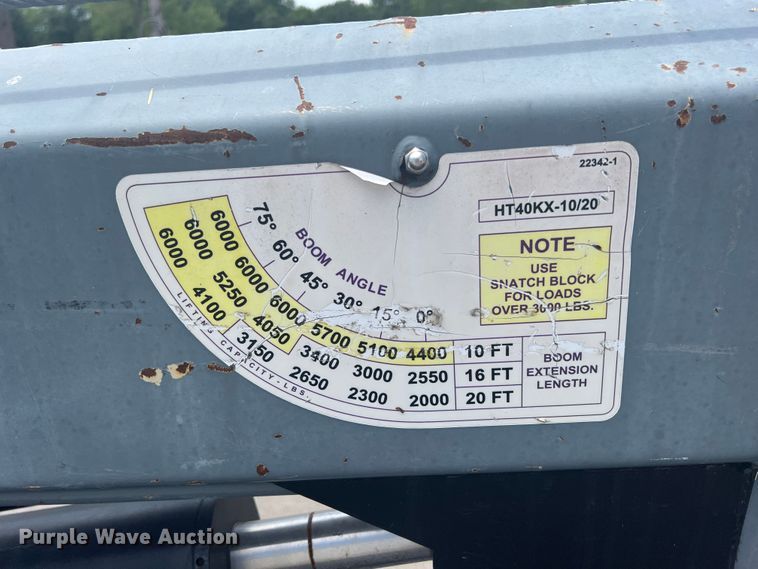 22342-1
HT40KX-10/20
NOTE
USE
SNATCH BLOCK
FOR LOADS
OVER 3600 LBS.
BOOM ANGLE
75° 60° 45° 30° 15° 0°
6000 6000 6000 5700 5100 4400 10 FT
6000 5250 4050 3400 3000 2550 16 FT
6000 4100 3150 2650 2300 2000 20 FT
LIFTING CAPACITY-LBS.
BOOM
EXTENSION
LENGTH
Purple Wave Auction